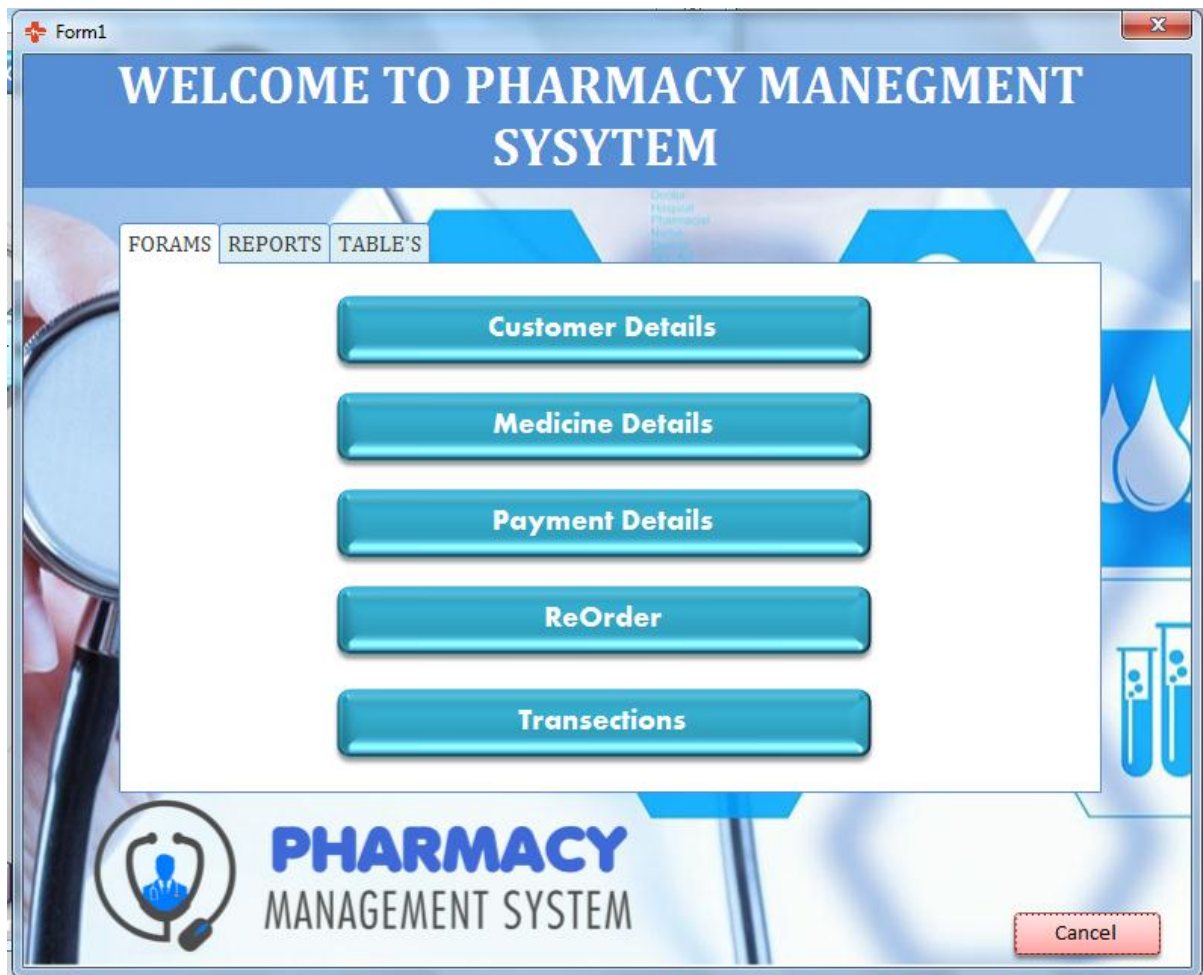 Form1
WELCOME TO PHARMACY MANEGMENT
SYSYTEM
FORAMS REPORTS TABLE'S
Customer Details
Medicine Details
Payment Details
ReOrder
Transections
PHARMACY
MANAGEMENT SYSTEM
Cancel